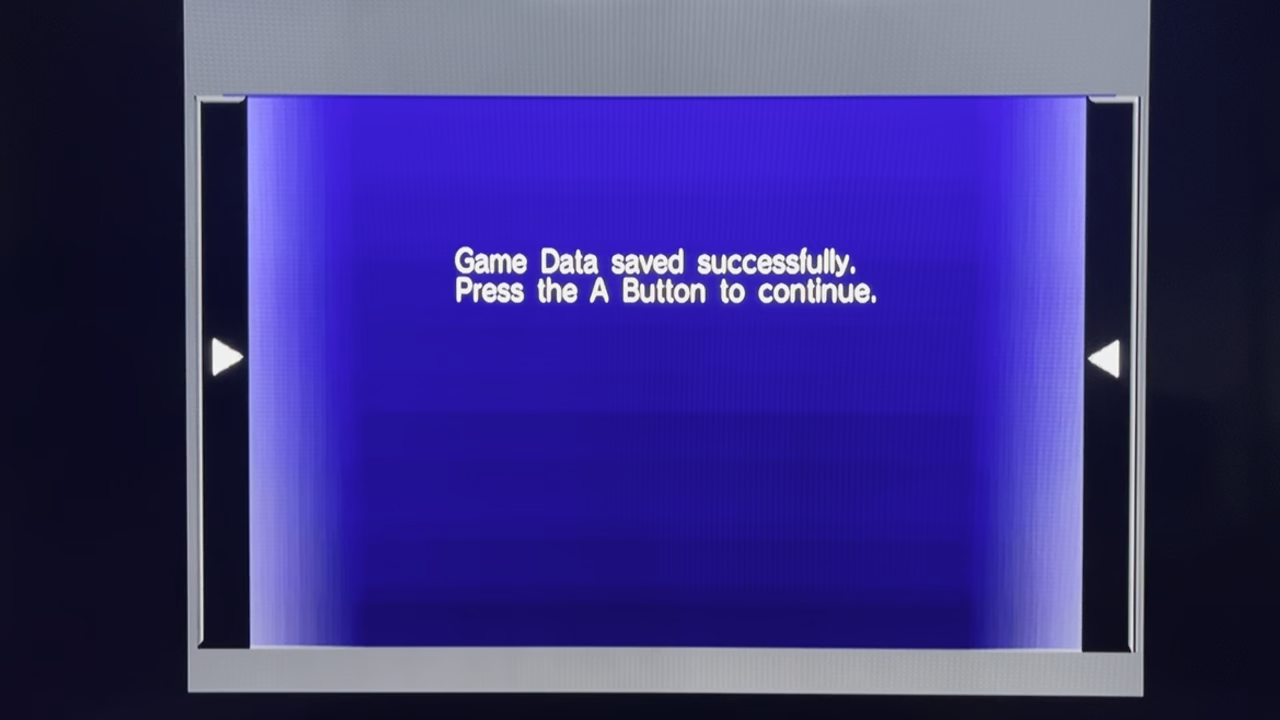 Game Data saved successfully.
Press the A Button to continue.